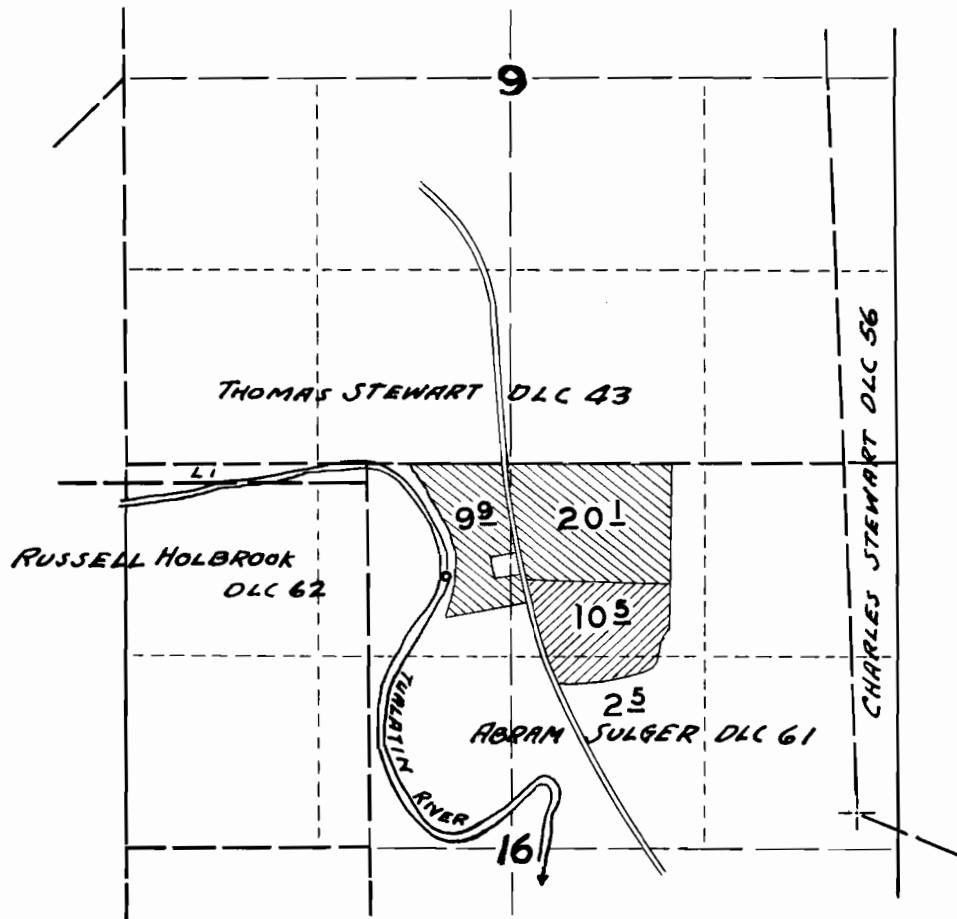 9
THOMAS STEWART DLC 43
CHARLES STEWART DLC 56
L1
9 9
20 1
RUSSELL HOLBROOK
DLC 62
10 5
2 5
TUALATIN RIVER
ABRAM SULGER DLC 61
16